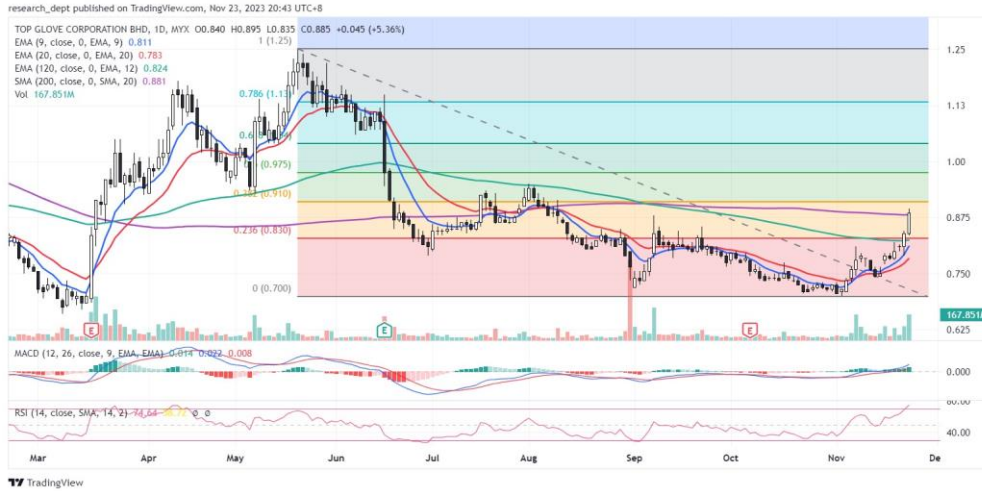 research_dept published on TradingView.com, Nov 23, 2023 20:43 UTC+8
TOP GLOVE CORPORATION BHD, 1D, MYX O0.840 H0.895 L0.835 C0.885 +0.045 (+5.36%)
EMA (9, close, 0, EMA, 9) 0.811
1 (1.25)
EMA (20, close, 0, EMA, 20) 0.783
EMA (120, close, 0, EMA, 12) 0.824
SMA (200, close, 0, SMA, 20) 0.881
Vol 167.851M
0.786 (1.13)
(0.975)
0.382 (0.910)
0.236 (0.830)
0 (0.700)
1.25
1.13
1.00
0.875
0.750
167.851M
0.625
E
E
E
MACD (12, 26, close, 9, EMA, EMA) 0.014 0.022 0.008
0.000
RSI (14, close, SMA, 14, 2) 74.64
80.00
40.00
Mar Apr May Jun Jul Aug Sep Oct Nov De
TradingView